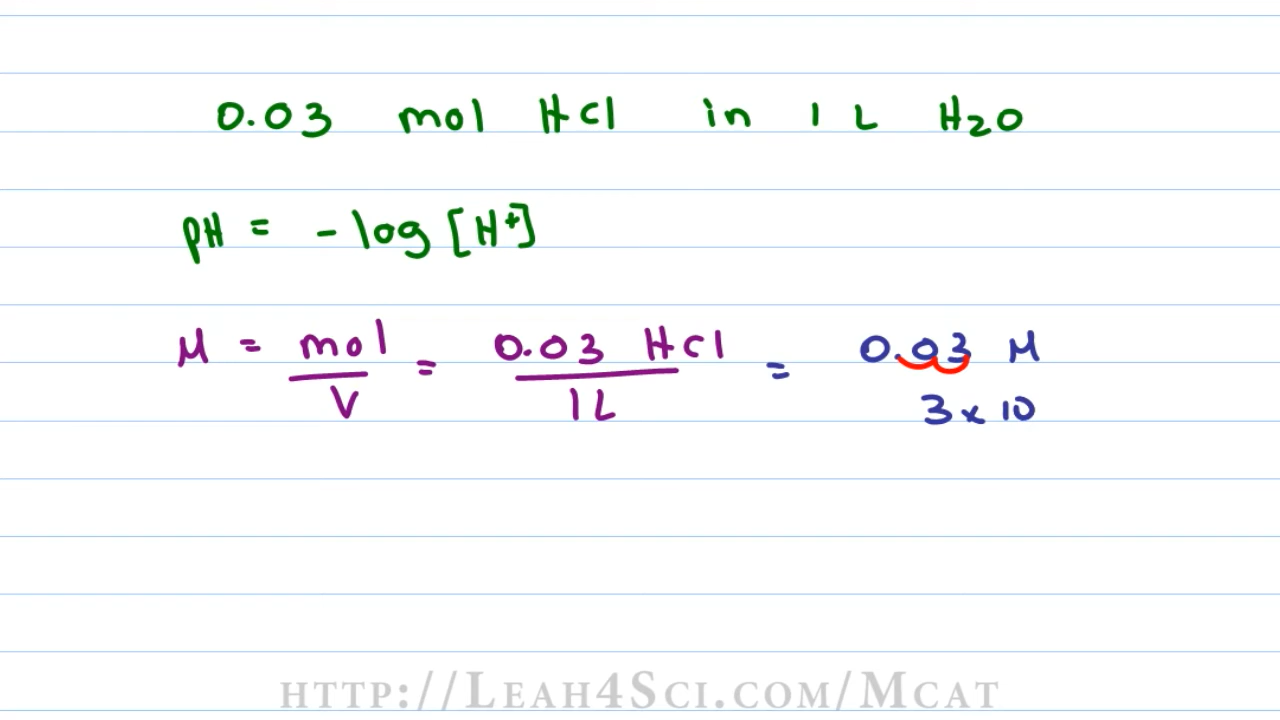 0.03 mol HCl in 1 L H2O
pH = - log [H+]
M = mol / V = 0.03 HCl / 1 L = 0.03 M
3 x 10
HTTP://LEAH4SCI.COM/MCAT